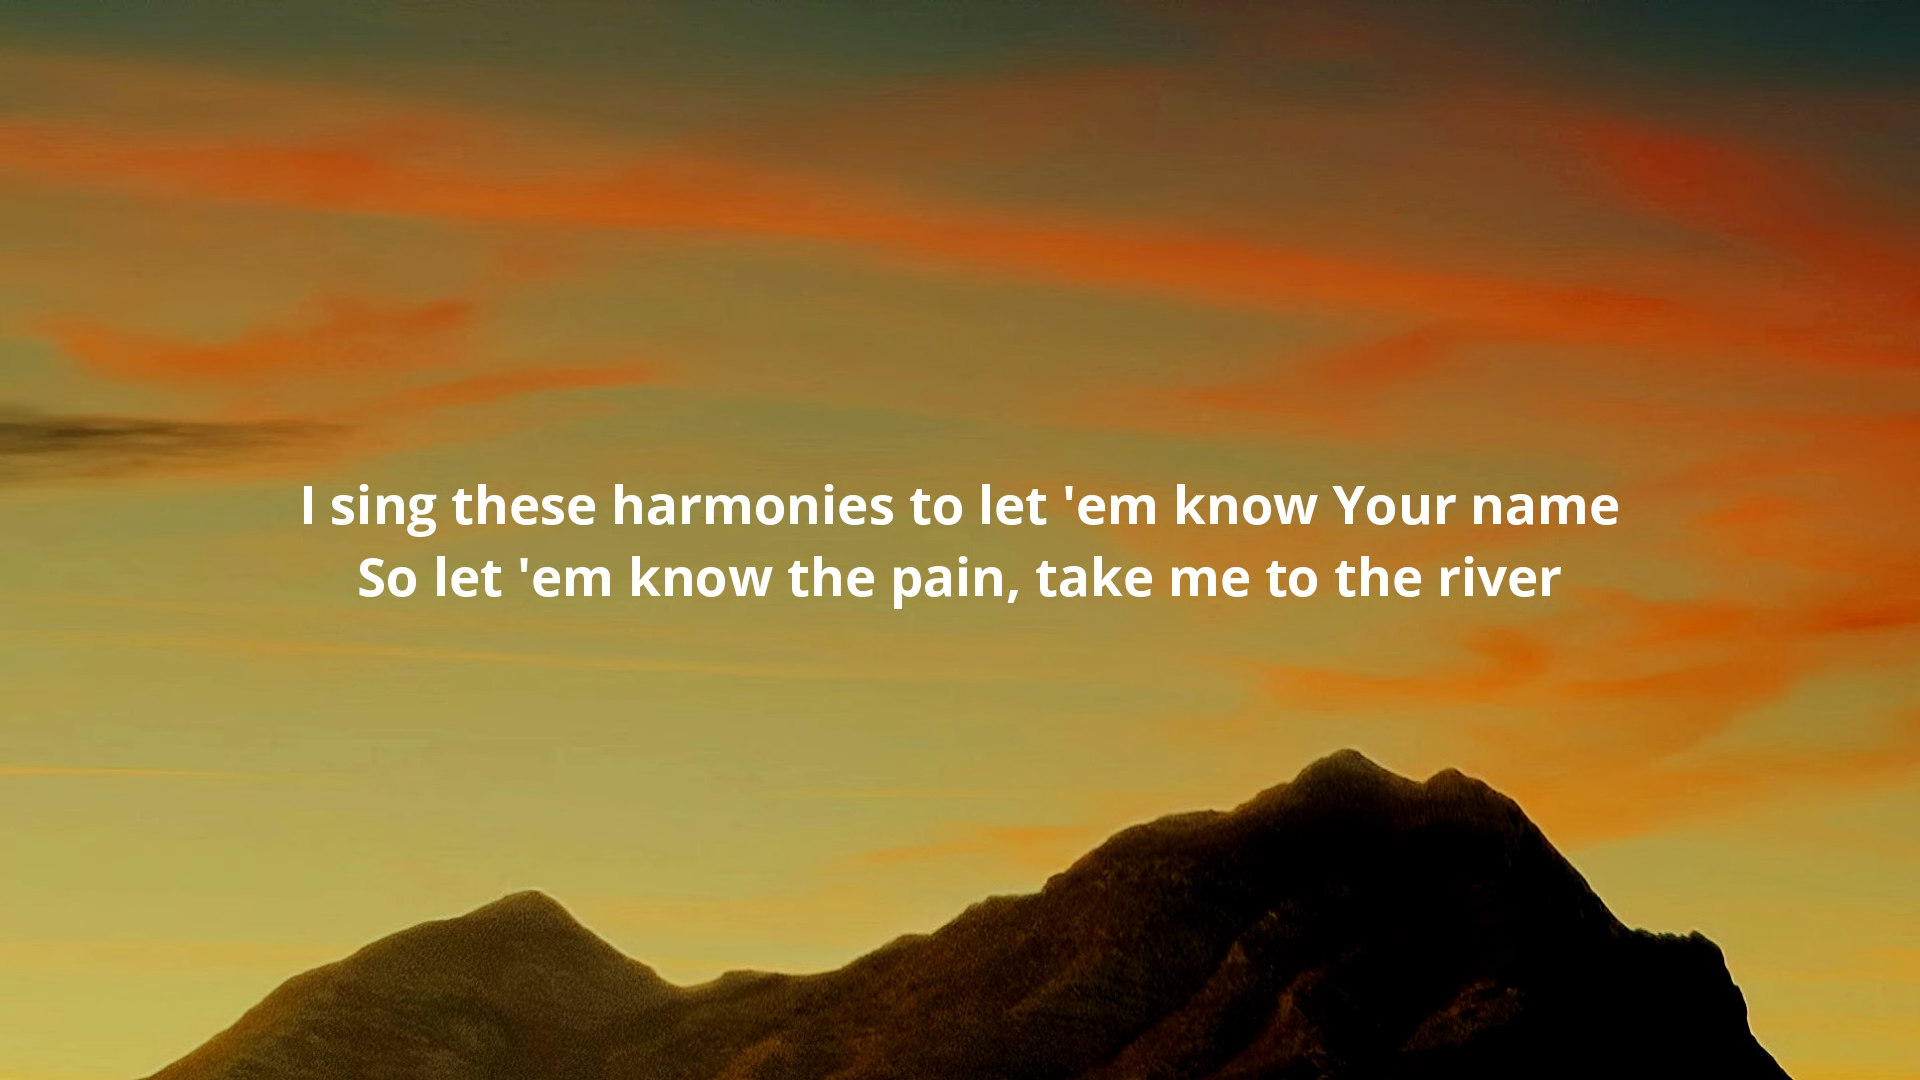 I sing these harmonies to let 'em know Your name
So let 'em know the pain, take me to the river